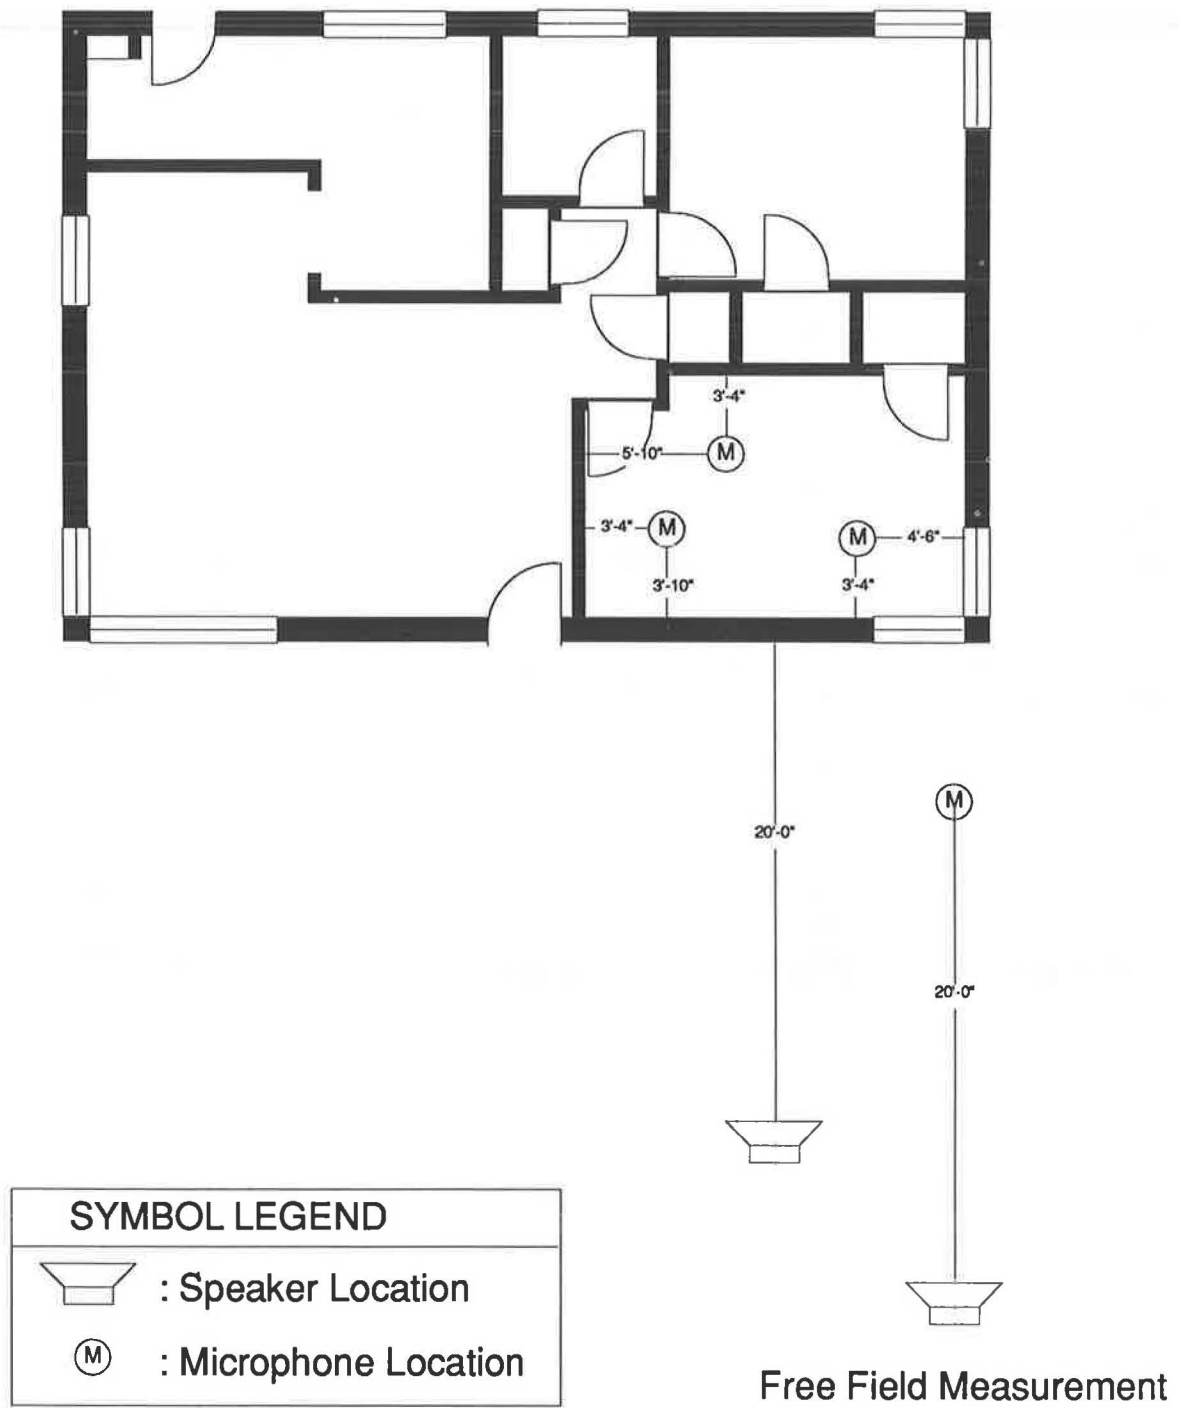 3'-4"
M
5'-10"
3'-4"
M
M
4'-6"
3'-10"
3'-4"
M
20'-0"
20'-0"
SYMBOL LEGEND
: Speaker Location
M : Microphone Location
Free Field Measurement